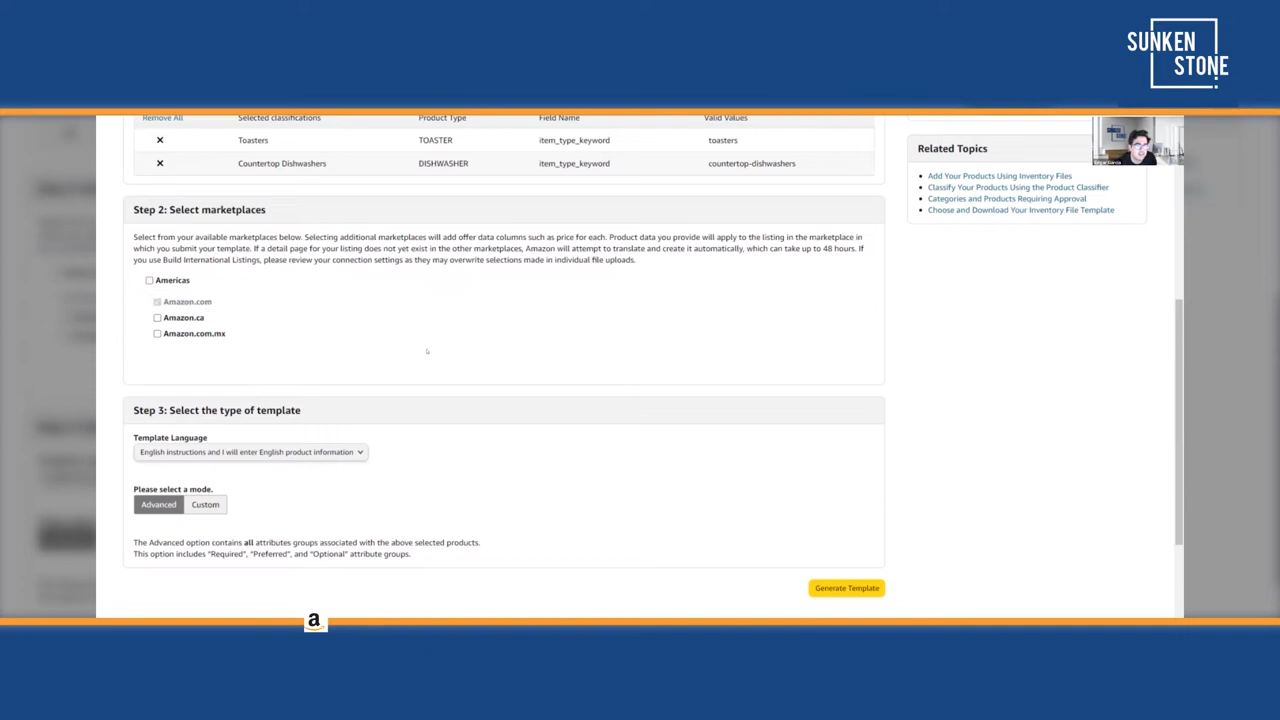 SUNKEN
STONE
Remove All Selected classifications Product Type Field Name Valid Values
Toasters TOASTER item_type_keyword toasters
Countertop Dishwashers DISHWASHER item_type_keyword countertop-dishwashers
Related Topics
Add Your Products Using Inventory Files
Classify Your Products Using the Product Classifier
Categories and Products Requiring Approval
Choose and Download Your Inventory File Template
Edgar Garcia
Step 2: Select marketplaces
Select from your available marketplaces below. Selecting additional marketplaces will add offer data columns such as price for each. Product data you provide will apply to the listing in the marketplace in
which you submit your template. If a detail page for your listing does not yet exist in the other marketplaces, Amazon will attempt to translate and create it automatically, which can take up to 48 hours. If
you use Build International Listings, please review your connection settings as they may overwrite selections made in individual file uploads.
Americas
Amazon.com
Amazon.ca
Amazon.com.mx
Step 3: Select the type of template
Template Language
English instructions and I will enter English product information
Please select a mode.
Advanced Custom
The Advanced option contains all attributes groups associated with the above selected products.
This option includes "Required", "Preferred", and "Optional" attribute groups.
Generate Template
a